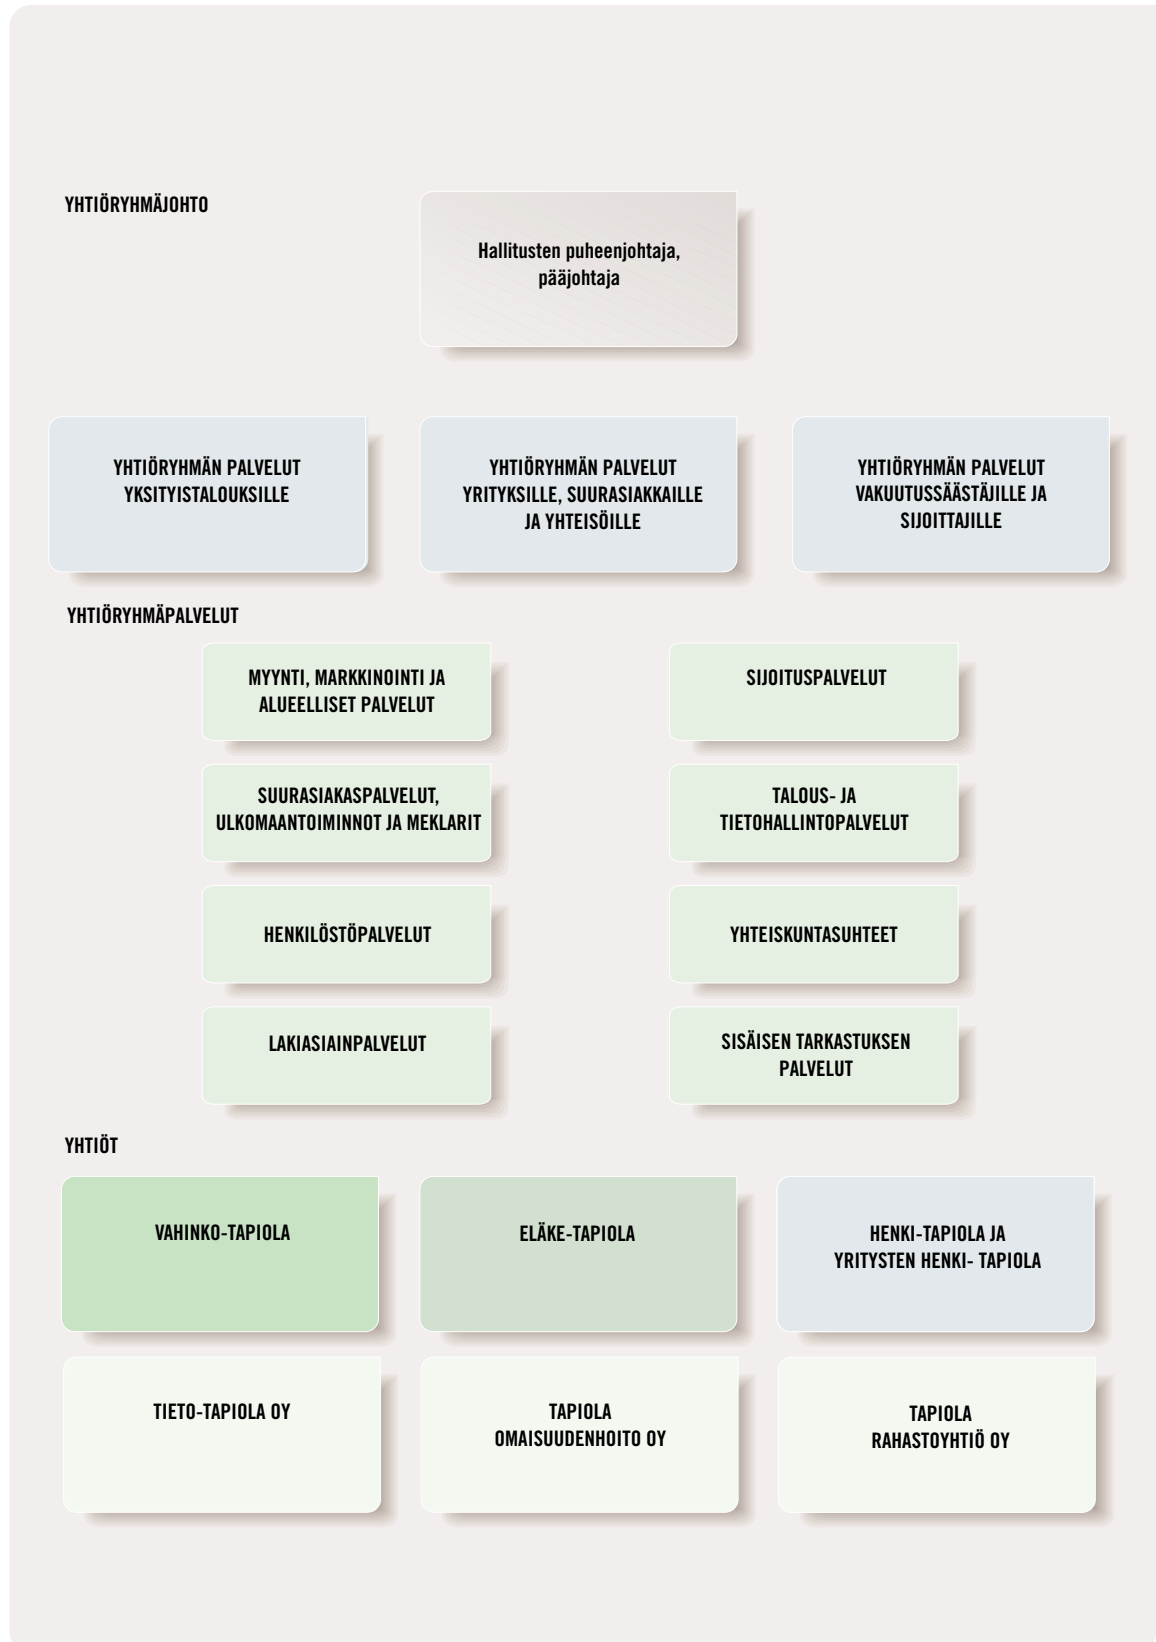 YHTIÖRYHMÄJOHTO
Hallitusten puheenjohtaja,
pääjohtaja
YHTIÖRYHMÄN PALVELUT
YKSITYISTALOUKSILLE
YHTIÖRYHMÄN PALVELUT
YRITYKSILLE, SUURASIAKKAILLE
JA YHTEISÖILLE
YHTIÖRYHMÄN PALVELUT
VAKUUTUSSÄÄSTÄJILLE JA
SIJOITTAJILLE
YHTIÖRYHMÄPALVELUT
MYYNTI, MARKKINOINTI JA
ALUEELLISET PALVELUT
SIJOITUSPALVELUT
SUURASIAKASPALVELUT,
ULKOMAANTOIMINNOT JA MEKLARIT
TALOUS- JA
TIETOHALLINTOPALVELUT
HENKILÖSTÖPALVELUT
YHTEISKUNTASUHTEET
LAKIASIAINPALVELUT
SISÄISEN TARKASTUKSEN
PALVELUT
YHTIÖT
VAHINKO-TAPIOLA
ELÄKE-TAPIOLA
HENKI-TAPIOLA JA
YRITYSTEN HENKI- TAPIOLA
TIETO-TAPIOLA OY
TAPIOLA
OMAISUUDENHOITO OY
TAPIOLA
RAHASTOYHTIÖ OY